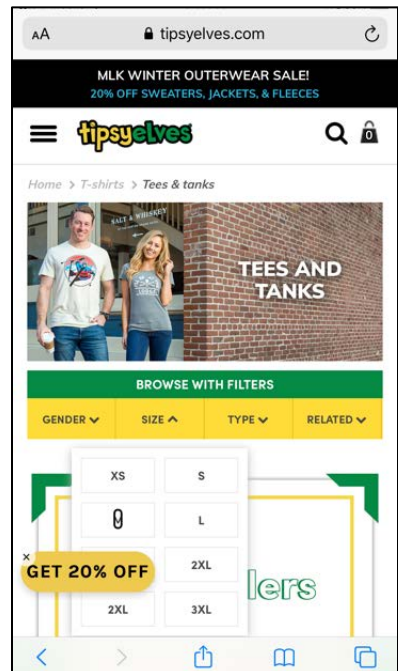 AA tipsyelves.com
MLK WINTER OUTERWEAR SALE!
20% OFF SWEATERS, JACKETS, & FLEECES
tipsyelves
0
Home > T-shirts > Tees & tanks
SALT & WHISKEY
TEES AND
TANKS
BROWSE WITH FILTERS
GENDER SIZE TYPE RELATED
XS S
L
× 
GET 20% OFF 2XL
lers
2XL 3XL